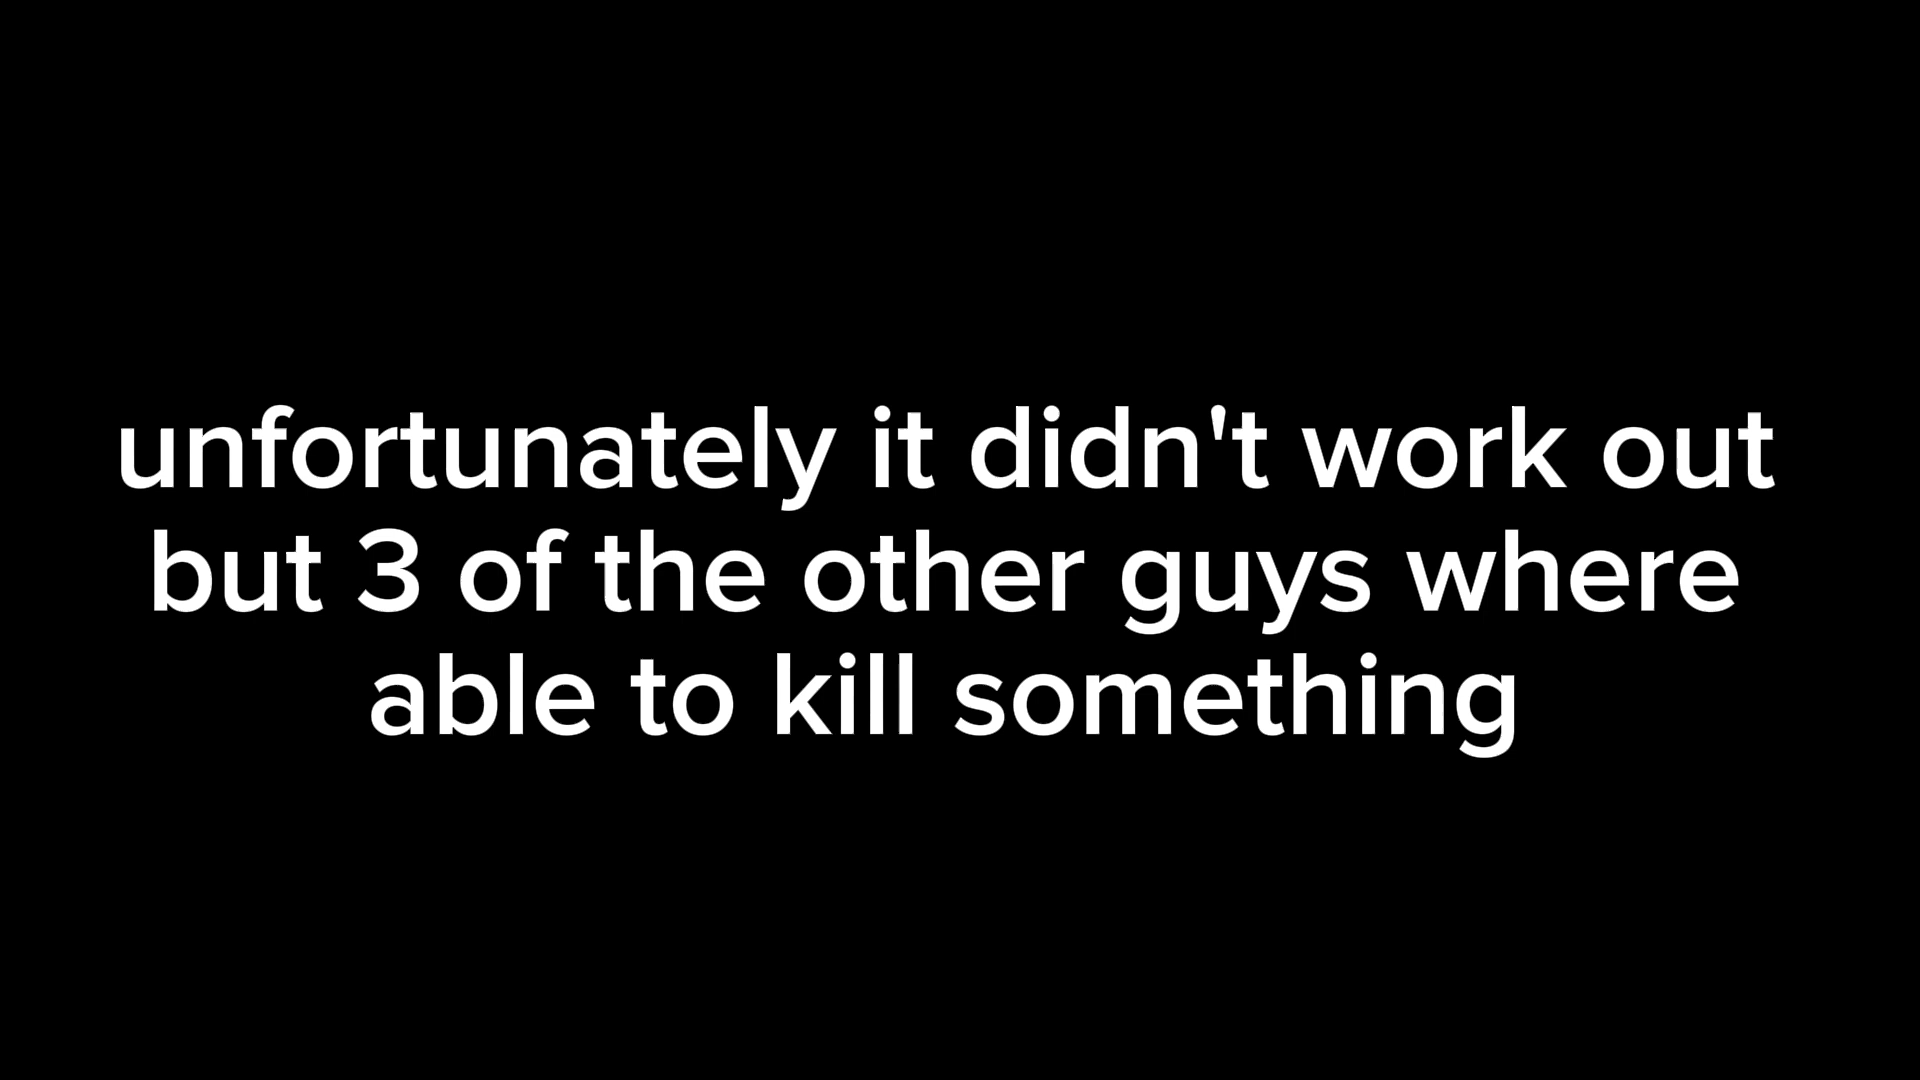 unfortunately it didn't work out
but 3 of the other guys where
able to kill something